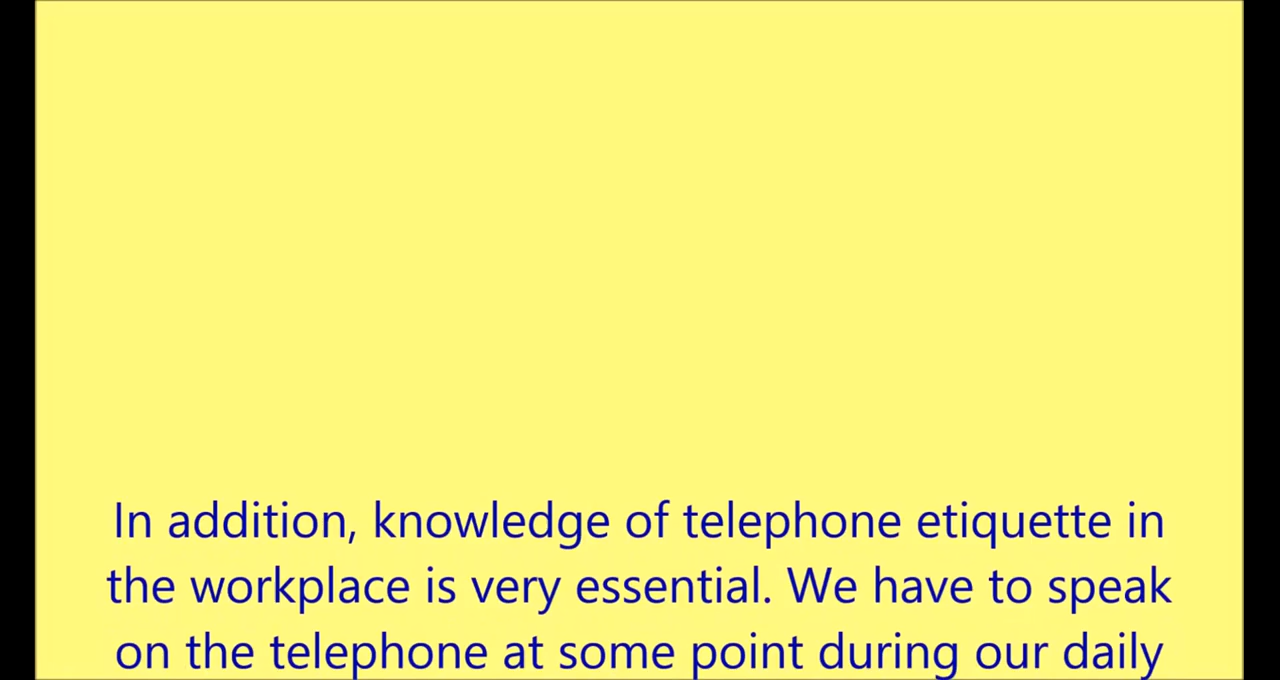 In addition, knowledge of telephone etiquette in
the workplace is very essential. We have to speak
on the telephone at some point during our daily